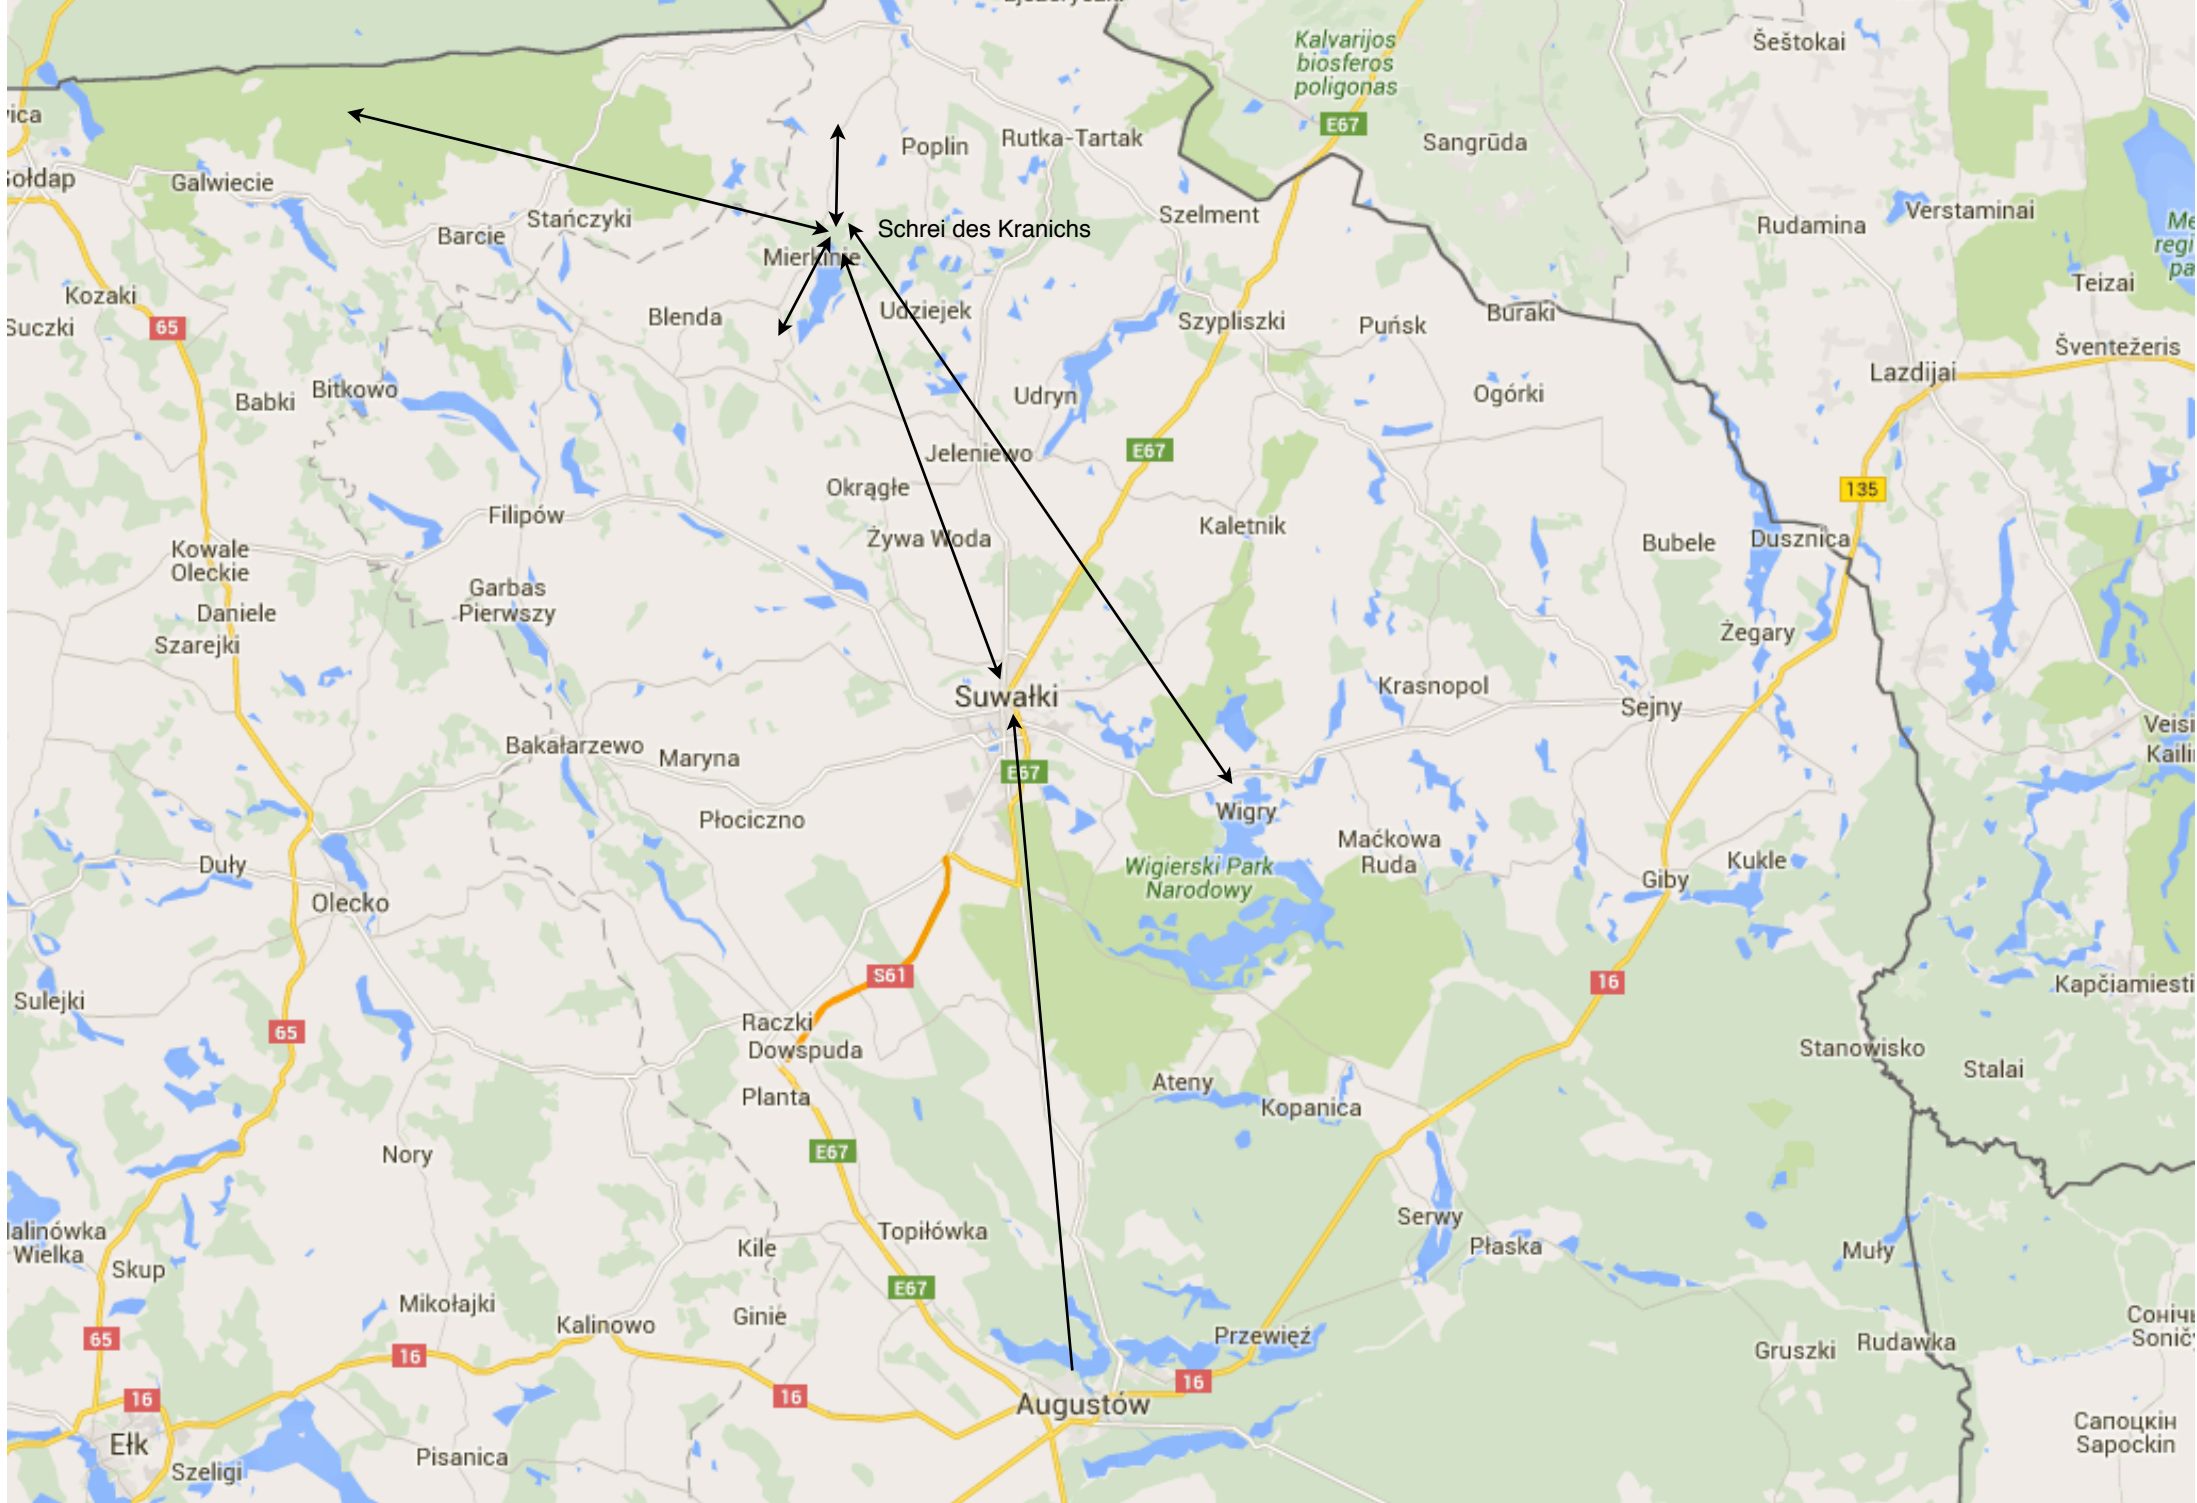 Šeštokai
Kalvarijos
biosferos
poligonas
E67
Sangrūda
Poplin
Rutka-Tartak
Galwiecie
Stańczyki
Barcie
Szelment
Schrei des Kranichs
Mierkinie
Rudamina
Verstaminai
Teizai
Kozaki
Suczki
65
Blenda
Udziejek
Szypliszki
Puńsk
Buraki
Šventežeris
Lazdijai
Babki
Bitkowo
Udryn
Ogórki
Jeleniewo
E67
Okrągłe
135
Filipów
Żywa Woda
Kaletnik
Bubele
Dusznica
Kowale
Oleckie
Garbas
Pierwszy
Daniele
Szarejki
Żegary
Suwałki
Krasnopol
Sejny
Bakałarzewo
Maryna
E67
Płociczno
Wigry
Maćkowa
Ruda
Duły
Wigierski Park
Narodowy
Kukle
Giby
Olecko
S61
16
Sulejki
65
Raczki
Dowspuda
Stanowisko
Stalai
Planta
Ateny
Kopanica
Nory
E67
Serwy
Płaska
Muły
Wielka
Skup
Kile
Topiłówka
E67
Mikołajki
Ginie
Kalinowo
65
16
Przewięź
Gruszki
Rudawka
16
16
16
Augustów
Ełk
Pisanica
Szeligi
Сапоцкін
Sapockin